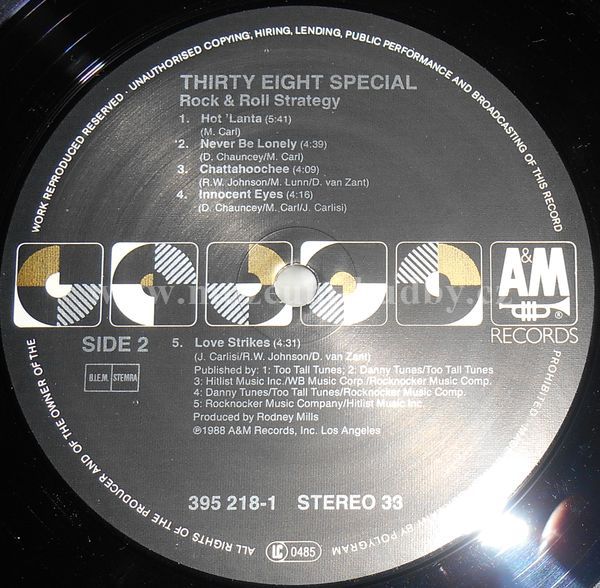 WORK REPRODUCED RESERVED · UNAUTHORISED COPYING, HIRING, LENDING, PUBLIC PERFORMANCE AND BROADCASTING OF THIS RECORD
THIRTY EIGHT SPECIAL
Rock & Roll Strategy
1. Hot 'Lanta (5:41)
(M. Carl)
2. Never Be Lonely (4:39)
(D. Chauncey/M. Carl)
3. Chattahoochee (4:09)
(R.W. Johnson/M. Lunn/D. van Zant)
4. Innocent Eyes (4:16)
(D. Chauncey/M. Carl/J. Carlisi)
A&M
RECORDS
®
SIDE 2
B.I.E.M. STEMRA
5. Love Strikes (4:31)
(J. Carlisi/R.W. Johnson/D. van Zant)
Published by: 1: Too Tall Tunes; 2: Danny Tunes/Too Tall Tunes
3: Hitlist Music Inc./WB Music Corp./Rocknocker Music Comp.
4: Danny Tunes/Too Tall Tunes/Rocknocker Music Comp.
5: Rocknocker Music Company/Hitlist Music Inc.
Produced by Rodney Mills
℗1988 A&M Records, Inc. Los Angeles
395 218-1 STEREO 33
LC 0485
PROHIBITED.
BY POLYGRAM
ALL RIGHTS OF THE PRODUCER AND OF THE OWNER OF THE